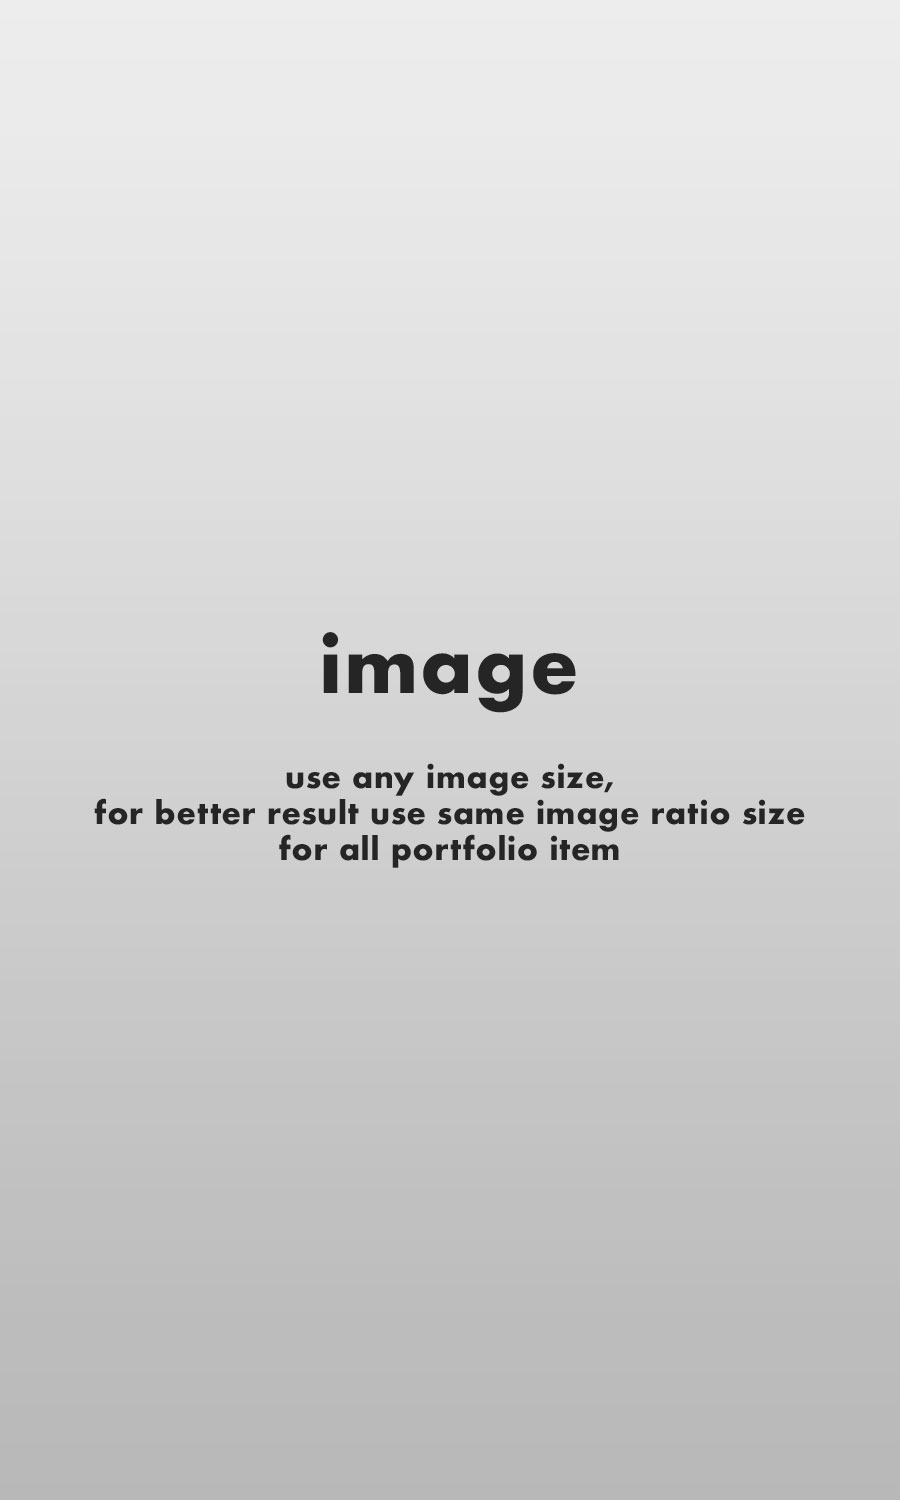 image
use any image size,
for better result use same image ratio size
for all portfolio item